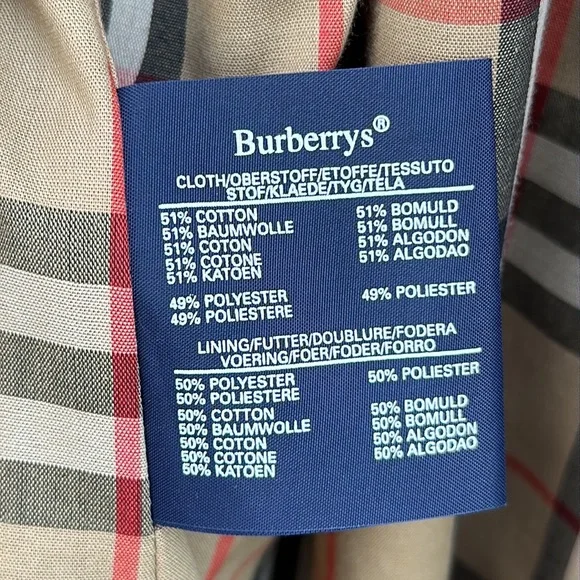 Burberrys®
CLOTH/OBERSTOFF/ETOFFE/TESSUTO
STOF/KLAEDE/TYG/TELA
51% COTTON
51% BAUMWOLLE
51% COTON
51% COTONE
51% KATOEN
51% BOMULD
51% BOMULL
51% ALGODON
51% ALGODAO
49% POLYESTER
49% POLIESTERE
49% POLIESTER
LINING/FUTTER/DOUBLURE/FODERA
VOERING/FOER/FODER/FORRO
50% POLYESTER
50% POLIESTERE
50% POLIESTER
50% COTTON
50% BAUMWOLLE
50% COTON
50% COTONE
50% KATOEN
50% BOMULD
50% BOMULL
50% ALGODON
50% ALGODAO